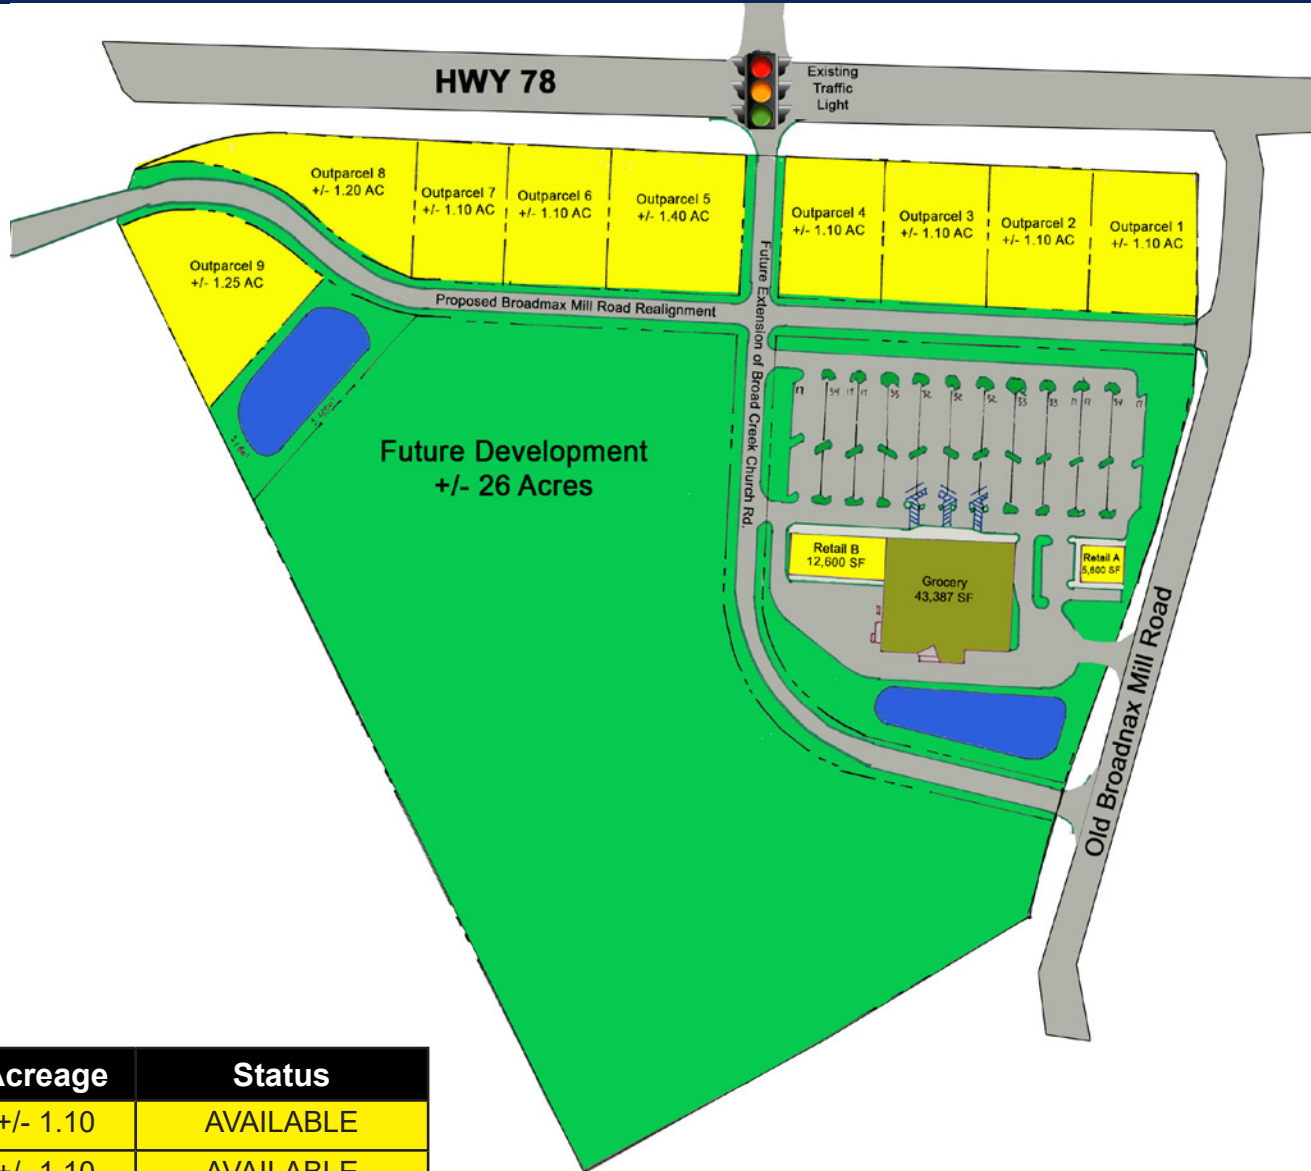 HWY 78
Existing
Traffic
Light
Outparcel 8
+/- 1.20 AC
Outparcel 7
+/- 1.10 AC
Outparcel 6
+/- 1.10 AC
Outparcel 5
+/- 1.40 AC
Outparcel 4
+/- 1.10 AC
Outparcel 3
+/- 1.10 AC
Outparcel 2
+/- 1.10 AC
Outparcel 1
+/- 1.10 AC
Outparcel 9
+/- 1.25 AC
Proposed Broadmax Mill Road Realignment
Future Extension of Broad Creek Church Rd.
Future Development
+/- 26 Acres
Retail B
12,600 SF
Grocery
43,387 SF
Retail A
5,600 SF
Old Broadnax Mill Road
Acreage Status
+/- 1.10 AVAILABLE
+/- 1.10 AVAILABLE